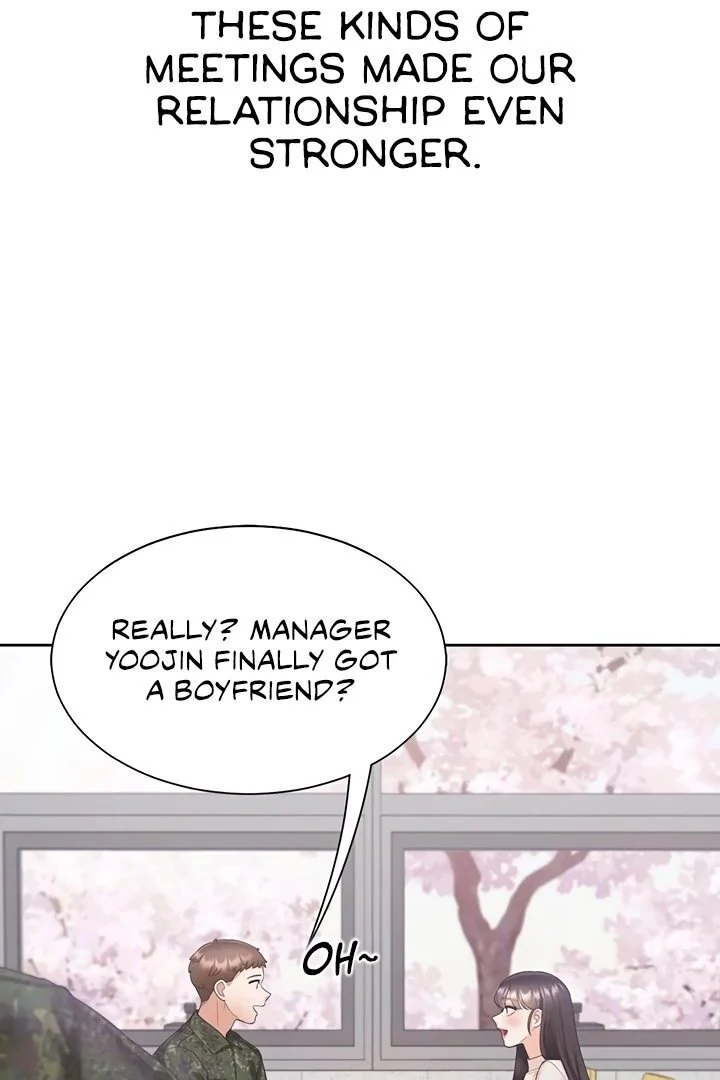 THESE KINDS OF
MEETINGS MADE OUR
RELATIONSHIP EVEN
STRONGER.
REALLY? MANAGER
YOOJIN FINALLY GOT
A BOYFRIEND?
OH~